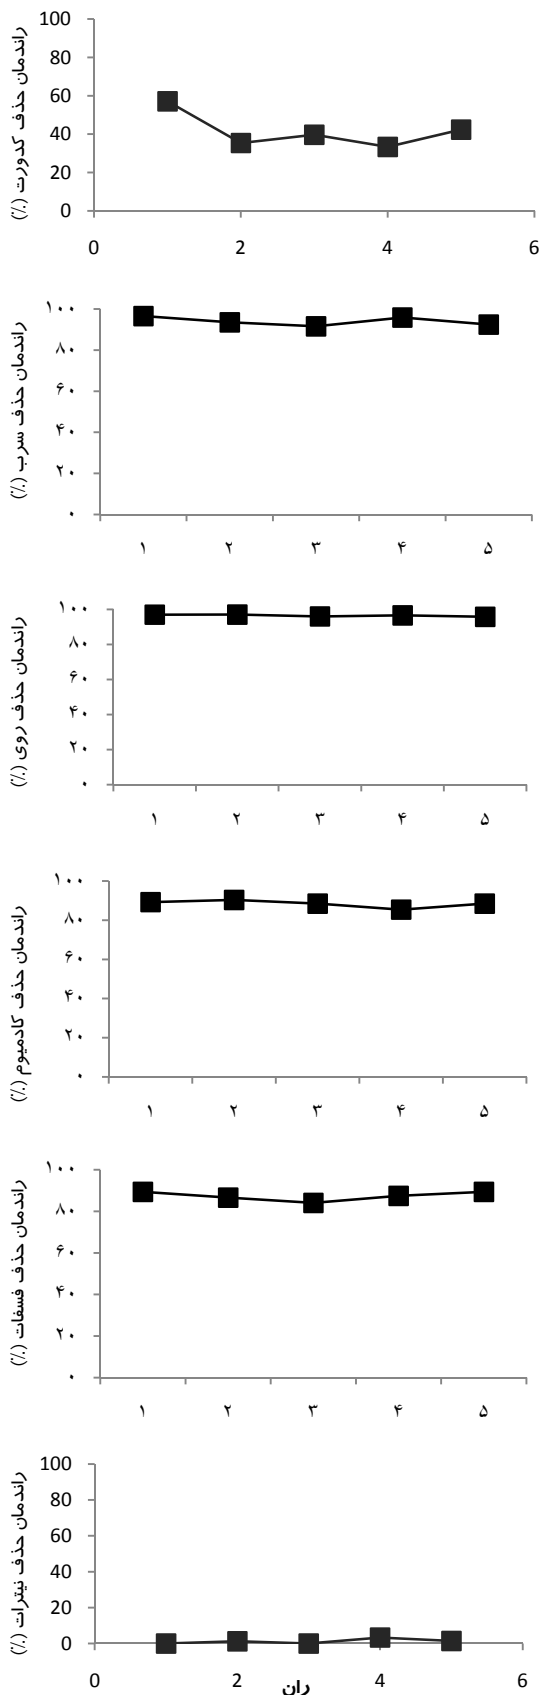 راندمان حذف کدورت (٪)
100
80
60
40
20
0
0 2 4 6
راندمان حذف سرب (٪)
۱۰۰
۸۰
۶۰
۴۰
۲۰
۰
۱ ۲ ۳ ۴ ۵
راندمان حذف روی (٪)
۱۰۰
۸۰
۶۰
۴۰
۲۰
۰
۱ ۲ ۳ ۴ ۵
راندمان حذف کادمیوم (٪)
۱۰۰
۸۰
۶۰
۴۰
۲۰
۰
۱ ۲ ۳ ۴ ۵
راندمان حذف فسفات (٪)
۱۰۰
۸۰
۶۰
۴۰
۲۰
۰
۱ ۲ ۳ ۴ ۵
راندمان حذف نیترات (٪)
100
80
60
40
20
0
0 2 4 6
ران